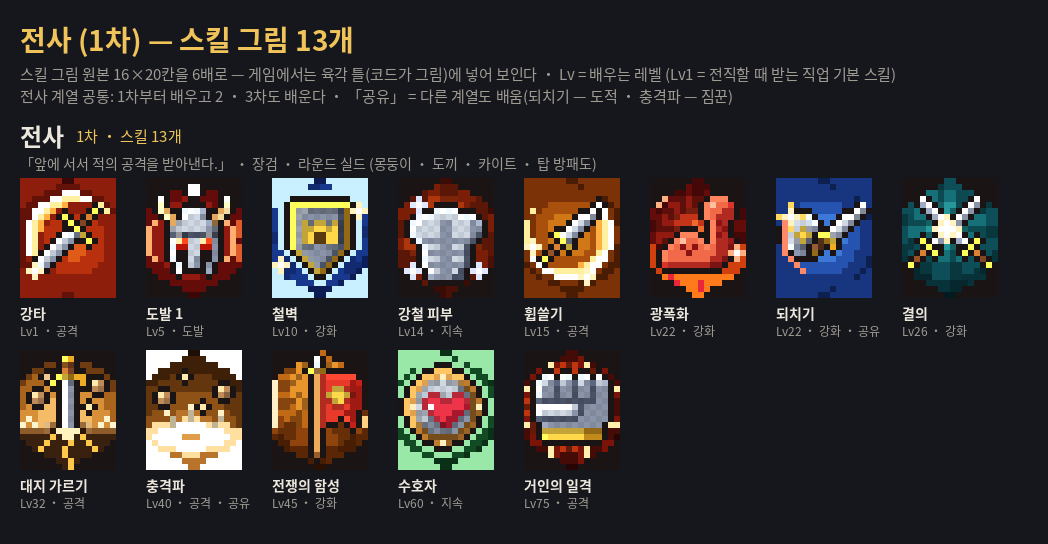 전사 (1차) — 스킬 그림 13개
스킬 그림 원본 16×20칸을 6배로 — 게임에서는 육각 틀(코드가 그림)에 넣어 보인다 · Lv = 배우는 레벨 (Lv1 = 전직할 때 받는 직업 기본 스킬)
전사 계열 공통: 1차부터 배우고 2 · 3차도 배운다 · 「공유」 = 다른 계열도 배움(되치기 — 도적 · 충격파 — 짐꾼)
전사 1차 · 스킬 13개
「앞에 서서 적의 공격을 받아낸다.」 · 장검 · 라운드 실드 (몽둥이 · 도끼 · 카이트 · 탑 방패도)
강타 도발 1 철벽 강철 피부 휩쓸기 광폭화 되치기 결의
Lv1 · 공격 Lv5 · 도발 Lv10 · 강화 Lv14 · 지속 Lv15 · 공격 Lv22 · 강화 Lv22 · 강화 · 공유 Lv26 · 강화
대지 가르기 충격파 전쟁의 함성 수호자 거인의 일격
Lv32 · 공격 Lv40 · 공격 · 공유 Lv45 · 강화 Lv60 · 지속 Lv75 · 공격